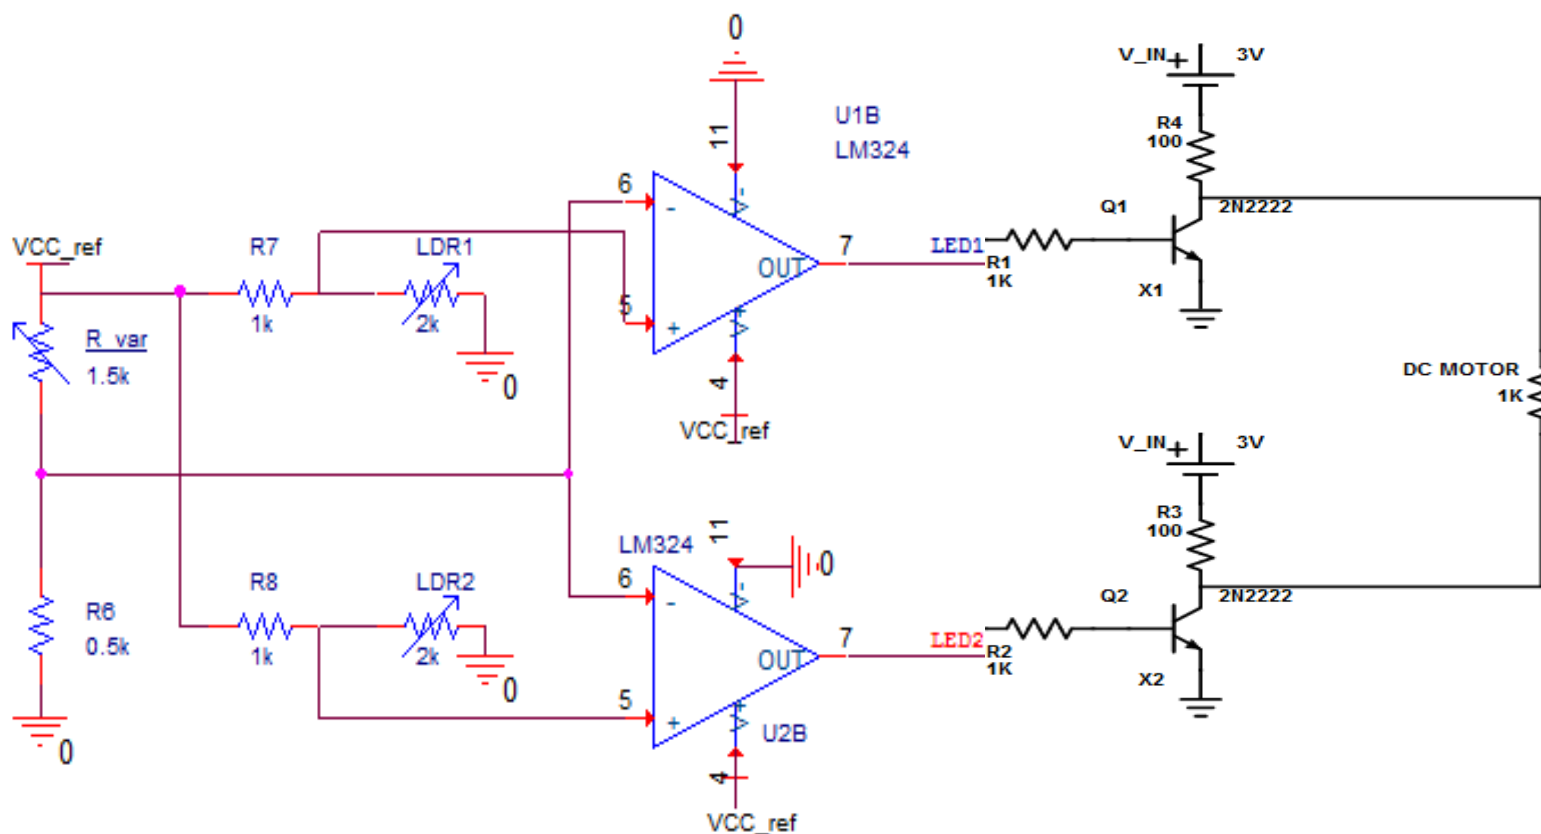 0
V_IN + 3V
U1B
LM324
11
R4
100
6
-
V-
Q1
2N2222
VCC_ref
R7
LDR1
7
OUT
LED1
R1
1K
X1
5
+
V+
1k
2k
R_var
1.5k
0
4
VCC_ref
DC MOTOR
1K
V_IN + 3V
LM324
11
0
R3
100
R8
LDR2
6
-
V-
Q2
2N2222
R6
0.5k
1k
2k
7
OUT
LED2
R2
1K
X2
0
5
+
V+
U2B
0
4
VCC_ref